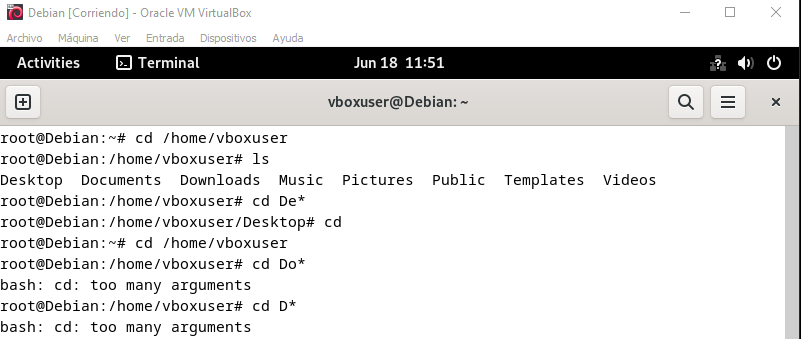 Debian [Corriendo] - Oracle VM VirtualBox
Archivo Máquina Ver Entrada Dispositivos Ayuda
Activities Terminal Jun 18 11:51
vboxuser@Debian: ~
root@Debian:~# cd /home/vboxuser
root@Debian:/home/vboxuser# ls
Desktop Documents Downloads Music Pictures Public Templates Videos
root@Debian:/home/vboxuser# cd De*
root@Debian:/home/vboxuser/Desktop# cd
root@Debian:~# cd /home/vboxuser
root@Debian:/home/vboxuser# cd Do*
bash: cd: too many arguments
root@Debian:/home/vboxuser# cd D*
bash: cd: too many arguments